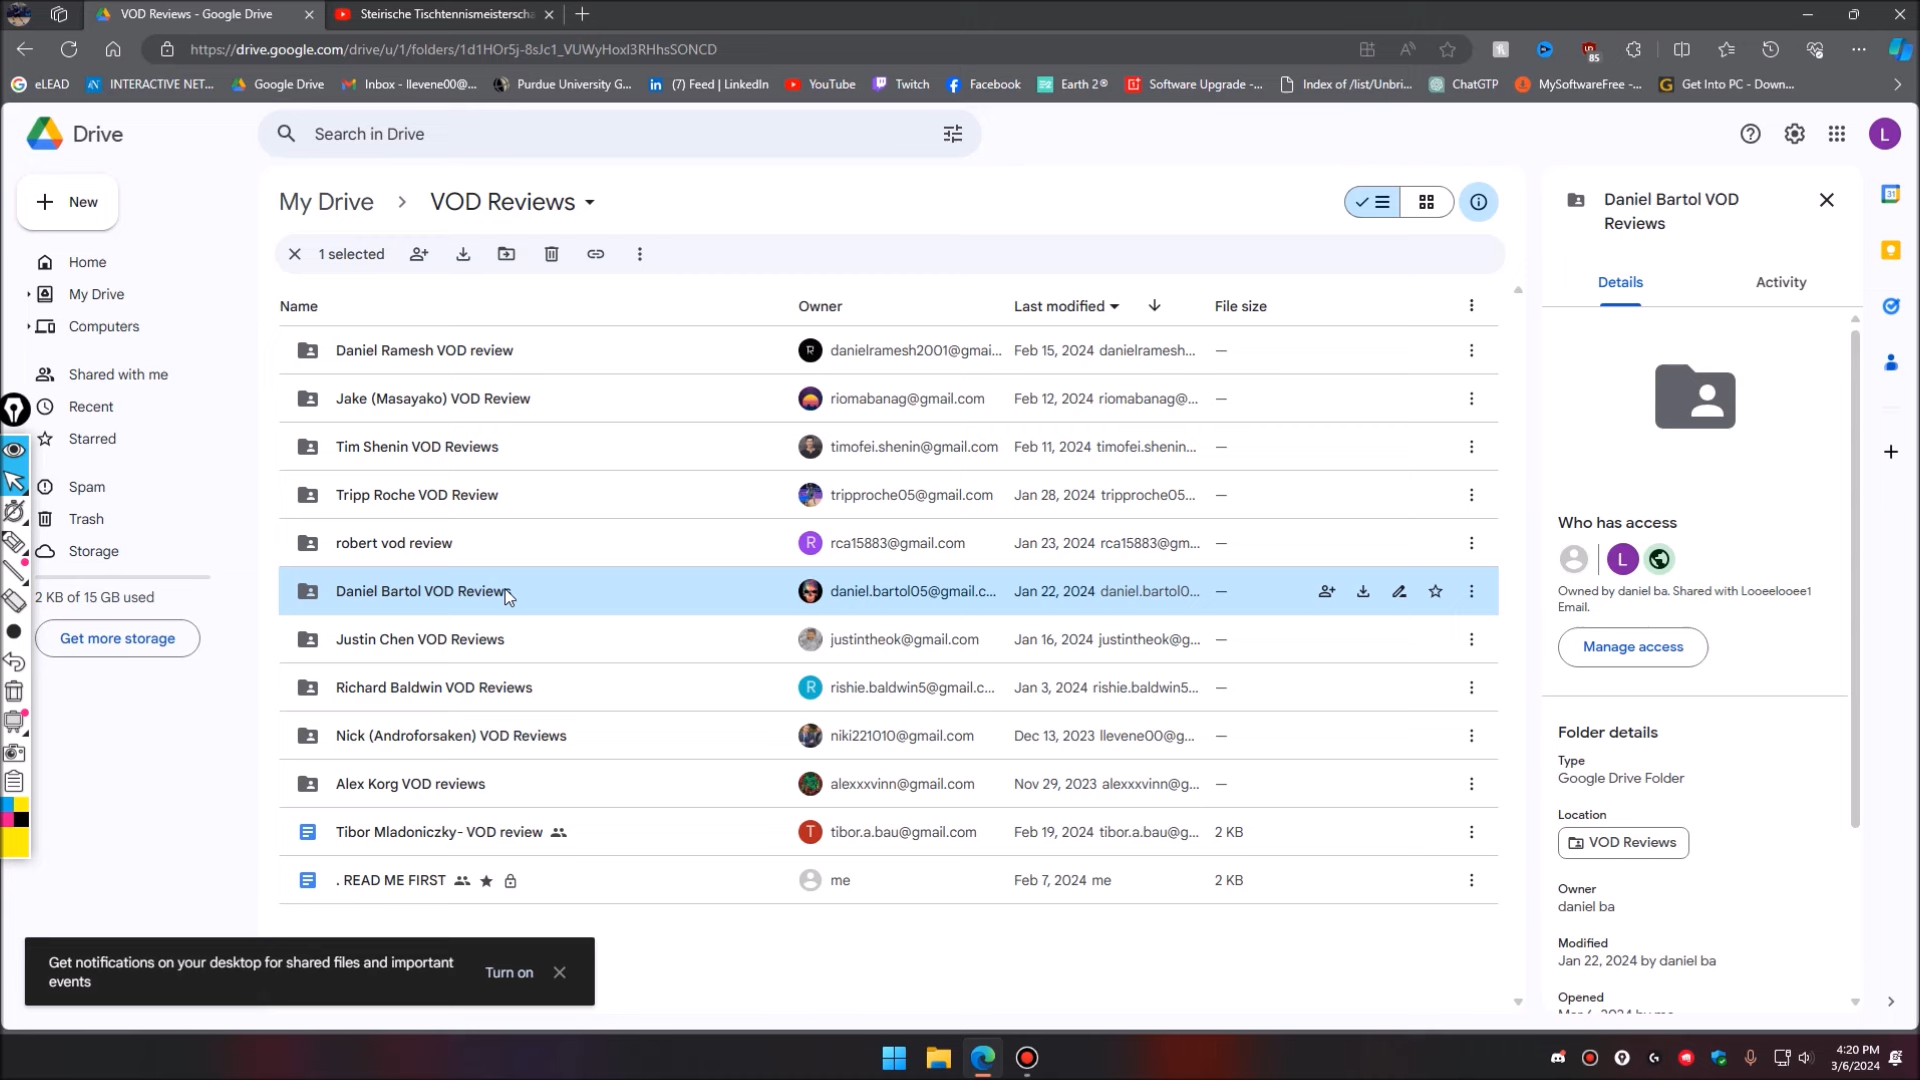 VOD Reviews - Google Drive
Steirische Tischtennismeisterscha
https://drive.google.com/drive/u/1/folders/1d1HOr5j-8sJc1_VUWyHoxl3RHhsSONCD
85
eLEAD
INTERACTIVE NET...
Google Drive
Inbox - llevene00@...
Purdue University G...
(7) Feed | LinkedIn
YouTube
Twitch
Facebook
Earth 2®
Software Upgrade -...
Index of /list/Unbri...
ChatGTP
MySoftwareFree -...
Get Into PC - Down...
Drive
Search in Drive
L
New
My Drive > VOD Reviews
Daniel Bartol VOD
Reviews
1 selected
Home
My Drive
Computers
Shared with me
Recent
Starred
Spam
Trash
Storage
2 KB of 15 GB used
Get more storage
Name Owner Last modified File size
Daniel Ramesh VOD review danielramesh2001@gmai... Feb 15, 2024 danielramesh... —
Jake (Masayako) VOD Review riomabanag@gmail.com Feb 12, 2024 riomabanag@... —
Tim Shenin VOD Reviews timofei.shenin@gmail.com Feb 11, 2024 timofei.shenin... —
Tripp Roche VOD Review tripproche05@gmail.com Jan 28, 2024 tripproche05... —
robert vod review R rca15883@gmail.com Jan 23, 2024 rca15883@gm... —
Daniel Bartol VOD Reviews daniel.bartol05@gmail.c... Jan 22, 2024 daniel.bartol0... —
Justin Chen VOD Reviews justintheok@gmail.com Jan 16, 2024 justintheok@g... —
Richard Baldwin VOD Reviews R rishie.baldwin5@gmail.c... Jan 3, 2024 rishie.baldwin5... —
Nick (Androforsaken) VOD Reviews niki221010@gmail.com Dec 13, 2023 llevene00@g... —
Alex Korg VOD reviews alexxxvinn@gmail.com Nov 29, 2023 alexxxvinn@g... —
Tibor Mladoniczky- VOD review T tibor.a.bau@gmail.com Feb 19, 2024 tibor.a.bau@g... 2 KB
. READ ME FIRST me Feb 7, 2024 me 2 KB
Details
Activity
Who has access
L
Owned by daniel ba. Shared with Looeelooee1
Email.
Manage access
Folder details
Type
Google Drive Folder
Location
VOD Reviews
Owner
daniel ba
Modified
Jan 22, 2024 by daniel ba
Opened
Get notifications on your desktop for shared files and important
events
Turn on
31
4:20 PM
3/6/2024